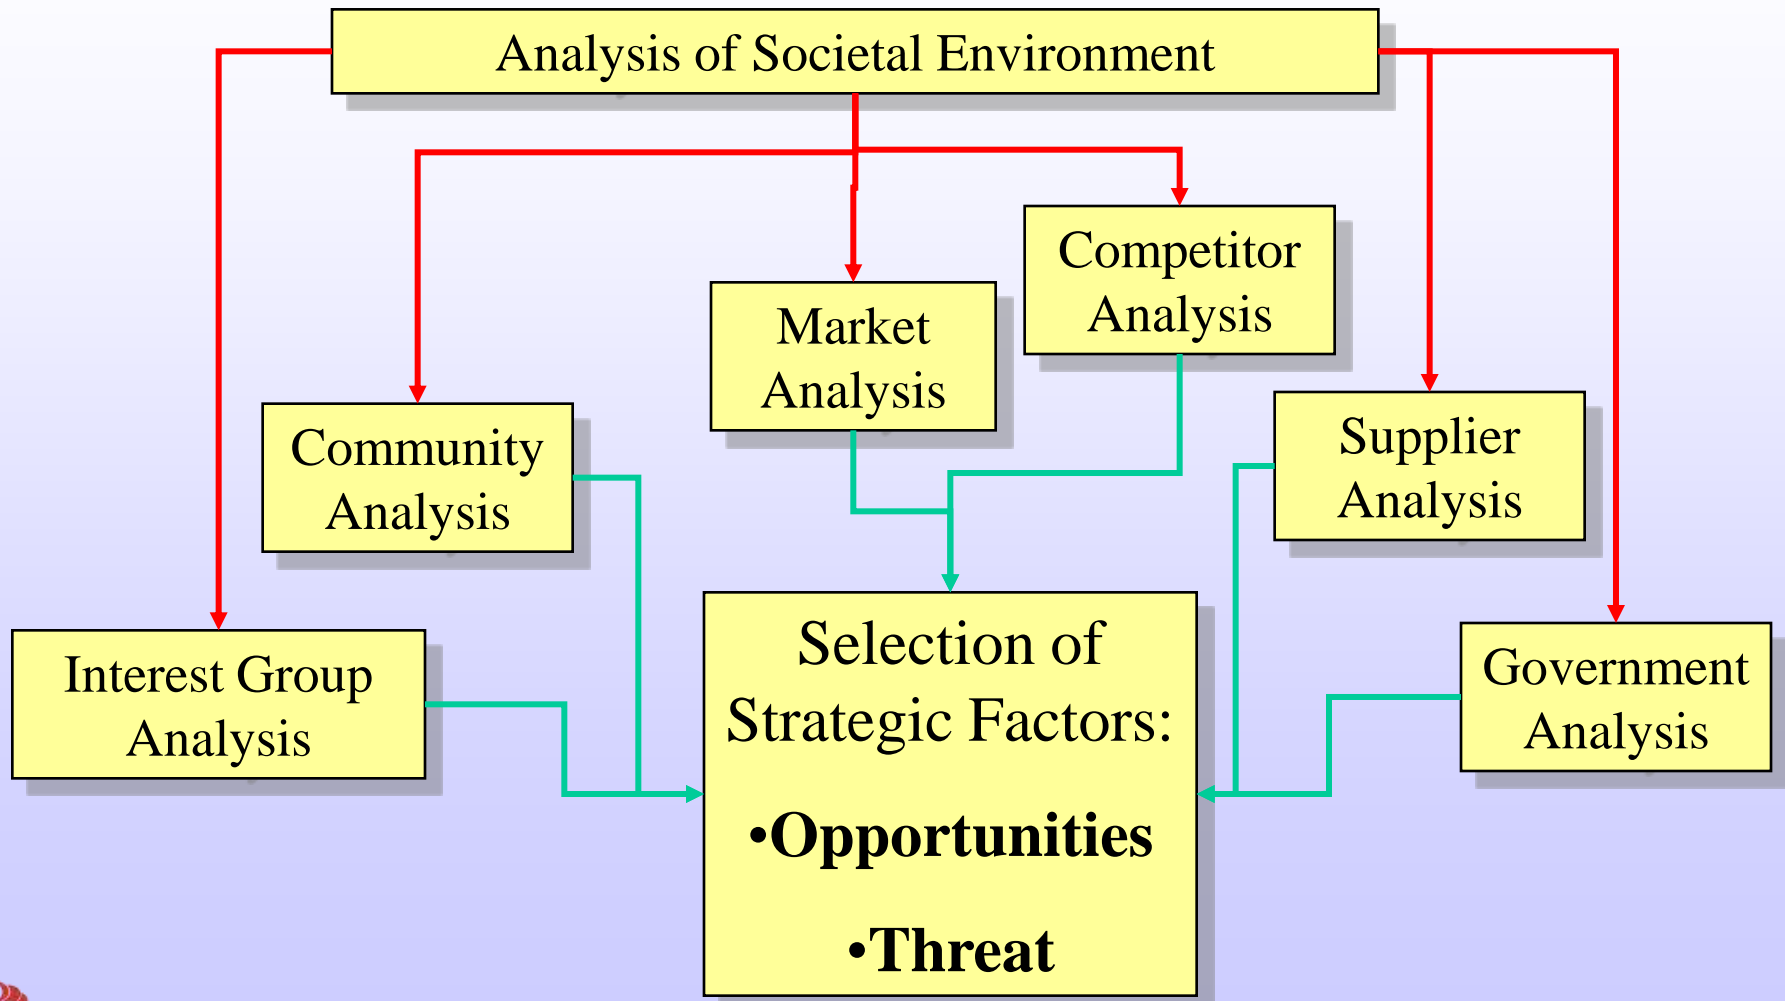 Analysis of Societal Environment
Competitor
Analysis
Market
Analysis
Supplier
Analysis
Community
Analysis
Interest Group
Analysis
Selection of
Strategic Factors:
•Opportunities
•Threat
Government
Analysis